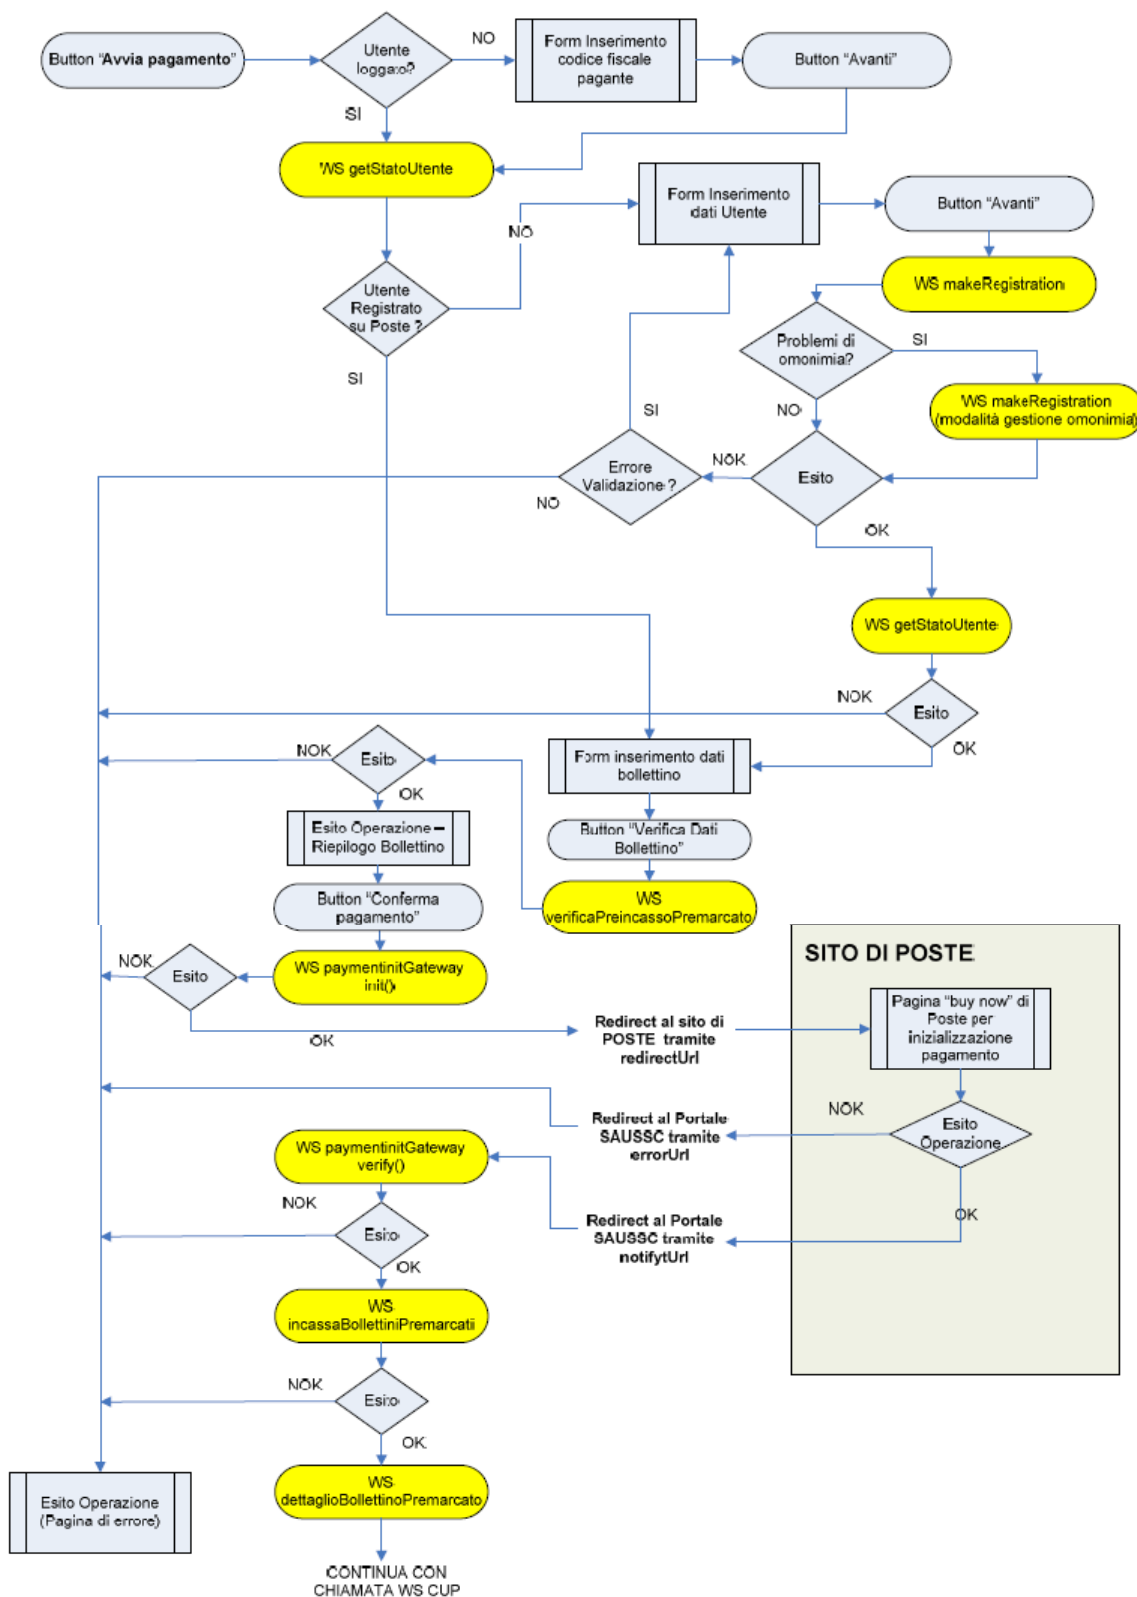 Button “Avvia pagamento”
Utente
loggato?
NO
Form Inserimento
codice fiscale
pagante
Button “Avanti”
SI
WS getStatoUtente
Form Inserimento
dati Utente
Button “Avanti”
NO
WS makeRegistration
Utente
Registrato
su Poste ?
Problemi di
omonimia?
SI
SI
WS makeRegistration
(modalità gestione omonimia)
SI
NO
Errore
Validazione ?
NOK
Esito
NO
OK
WS getStatoUtente
NOK
Esito
OK
NOK
Esito
Form inserimento dati
bollettino
OK
Esito Operazione –
Riepilogo Bollettino
Button “Verifica Dati
Bollettino”
Button “Conferma
pagamento”
WS
verificaPreincassoPremarcato
NOK
Esito
WS paymentinitGateway
init()
SITO DI POSTE
Pagina “buy now” di
Poste per
inizializzazione
pagamento
OK
Redirect al sito di
POSTE tramite
redirectUrl
NOK
Redirect al Portale
SAUSSC tramite
errorUrl
Esito
Operazione
WS paymentinitGateway
verify()
NOK
OK
Redirect al Portale
SAUSSC tramite
notifytUrl
Esito
OK
WS
incassaBollettiniPremarcati
NOK
Esito
OK
WS
dettaglioBollettinoPremarcato
Esito Operazione
(Pagina di errore)
CONTINUA CON
CHIAMATA WS CUP